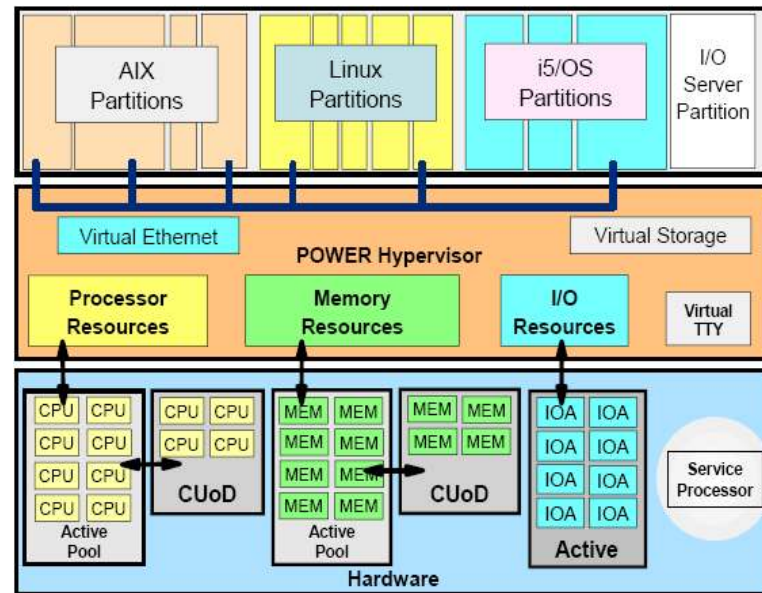 AIX
Partitions
Linux
Partitions
i5/OS
Partitions
I/O
Server
Partition
Virtual Ethernet
Virtual Storage
POWER Hypervisor
Processor
Resources
Memory
Resources
I/O
Resources
Virtual
TTY
CPU CPU
CPU CPU
CPU CPU
CPU CPU
Active
Pool
CPU CPU
CPU CPU
CUoD
MEM MEM
MEM MEM
MEM MEM
MEM MEM
Active
Pool
MEM MEM
MEM MEM
CUoD
IOA IOA
IOA IOA
IOA IOA
IOA IOA
Active
Service
Processor
Hardware